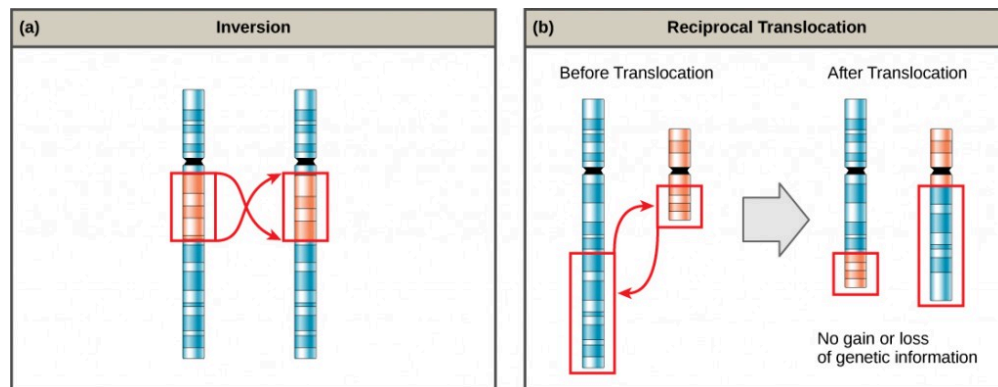 (a) Inversion
(b) Reciprocal Translocation
Before Translocation
After Translocation
No gain or loss
of genetic information